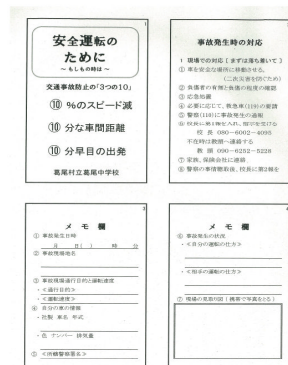 1
安全運転の
ために
～もしもの時は～
交通事故防止の「3つの10」
⑩ %のスピード減
⑩ 分な車間距離
⑩ 分早目の出発
葛尾村立葛尾中学校
2
事故発生時の対応
1 現場での対応［まずは落ち着いて］
① 車を安全な場所に移動させる。
(二次災害を防ぐため)
② 負傷者の有無と負傷の程度の確認
③ 応急処置
④ 必要に応じて、救急車(119)の要請
⑤ 警察(110)に事故発生の通報
⑥ 校長に第1報を入れ、指示を受ける
校 長 080-6002-4093
不在時は教頭へ連絡する
教 頭 090-6252-5228
⑦ 家族、保険会社に連絡
⑧ 警察の事情聴取後、校長に第2報を
3
メ モ 欄
① 事故発生日時
月 日( ) 時 分
② 事故現場地名
③ 事故現場通行目的と運転速度
・＜通行目的＞
・＜運転速度＞
④ 自分の車の情報
・社製 車名 年式
・色 ナンバー 排気量
⑤ ＜所轄警察署名＞
4
メ モ 欄
⑥ 事故発生の状況
・＜自分の運転の仕方＞
・＜相手の運転の仕方＞
⑦ 現場の見取り図（携帯で写真をとる）